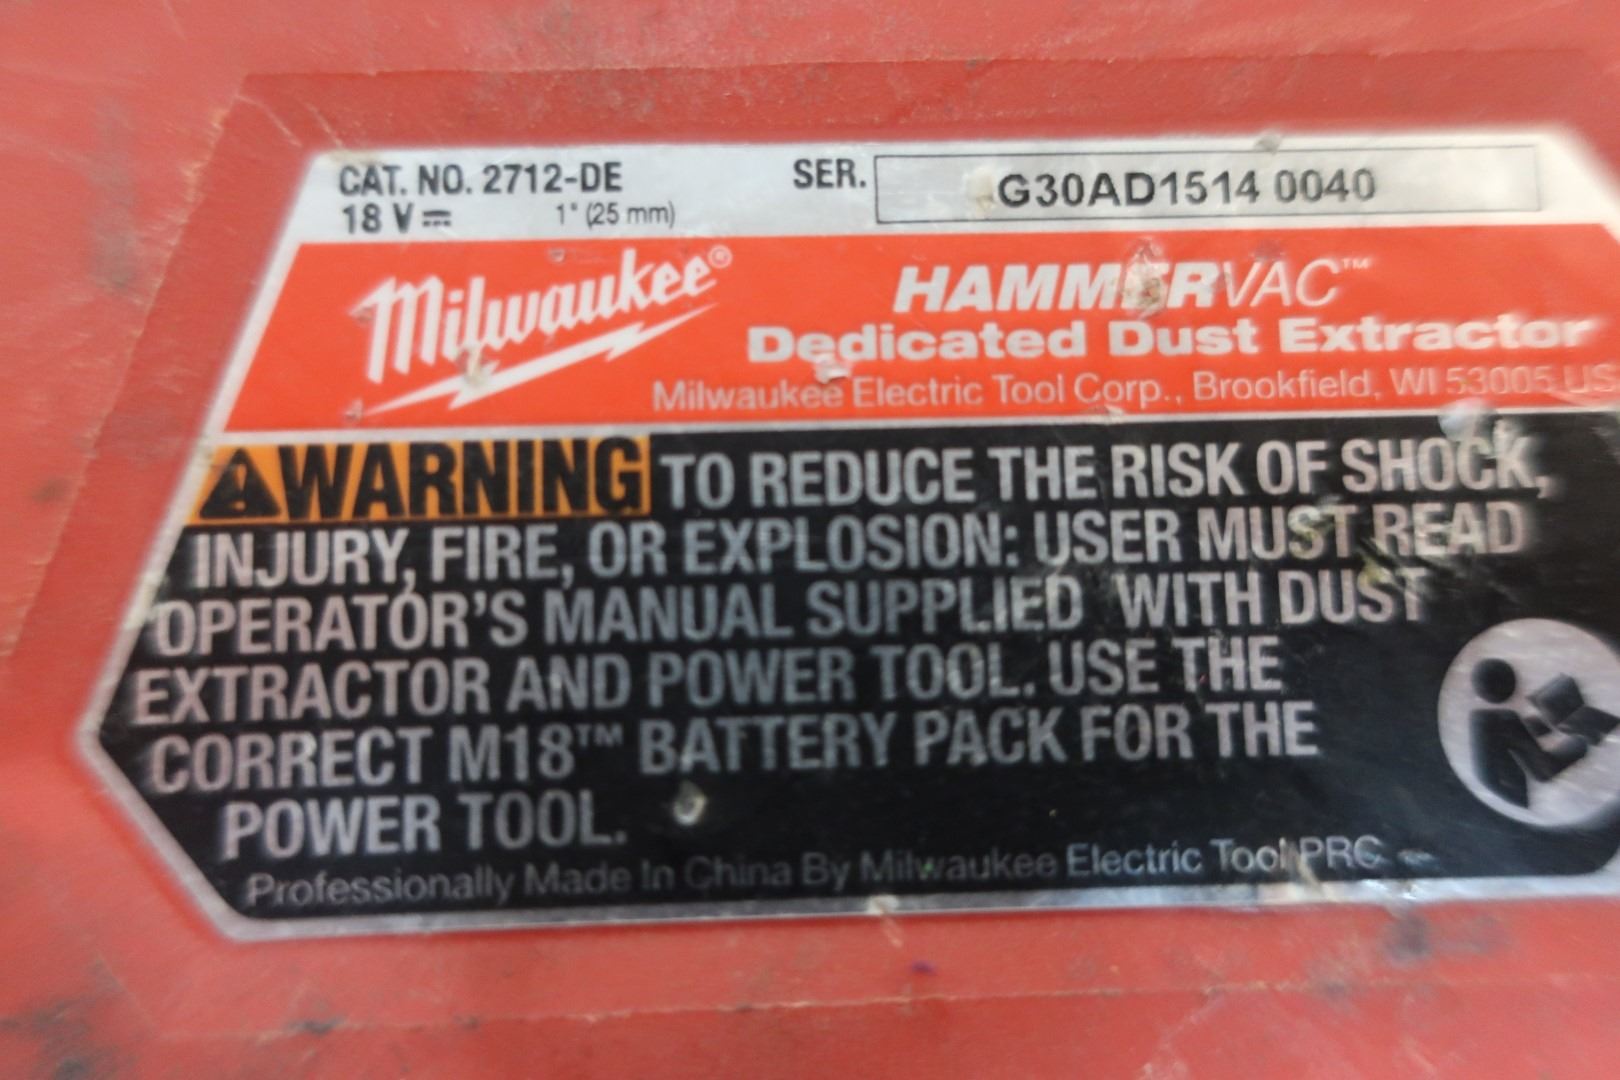 CAT. NO. 2712-DE SER. G30AD1514 0040
18 V 1" (25 mm)
Milwaukee®
HAMMERVAC™
Dedicated Dust Extractor
Milwaukee Electric Tool Corp., Brookfield, WI 53005 US
WARNING TO REDUCE THE RISK OF SHOCK,
INJURY, FIRE, OR EXPLOSION: USER MUST READ
OPERATOR'S MANUAL SUPPLIED WITH DUST
EXTRACTOR AND POWER TOOL. USE THE
CORRECT M18™ BATTERY PACK FOR THE
POWER TOOL.
Professionally Made In China By Milwaukee Electric Tool PRC